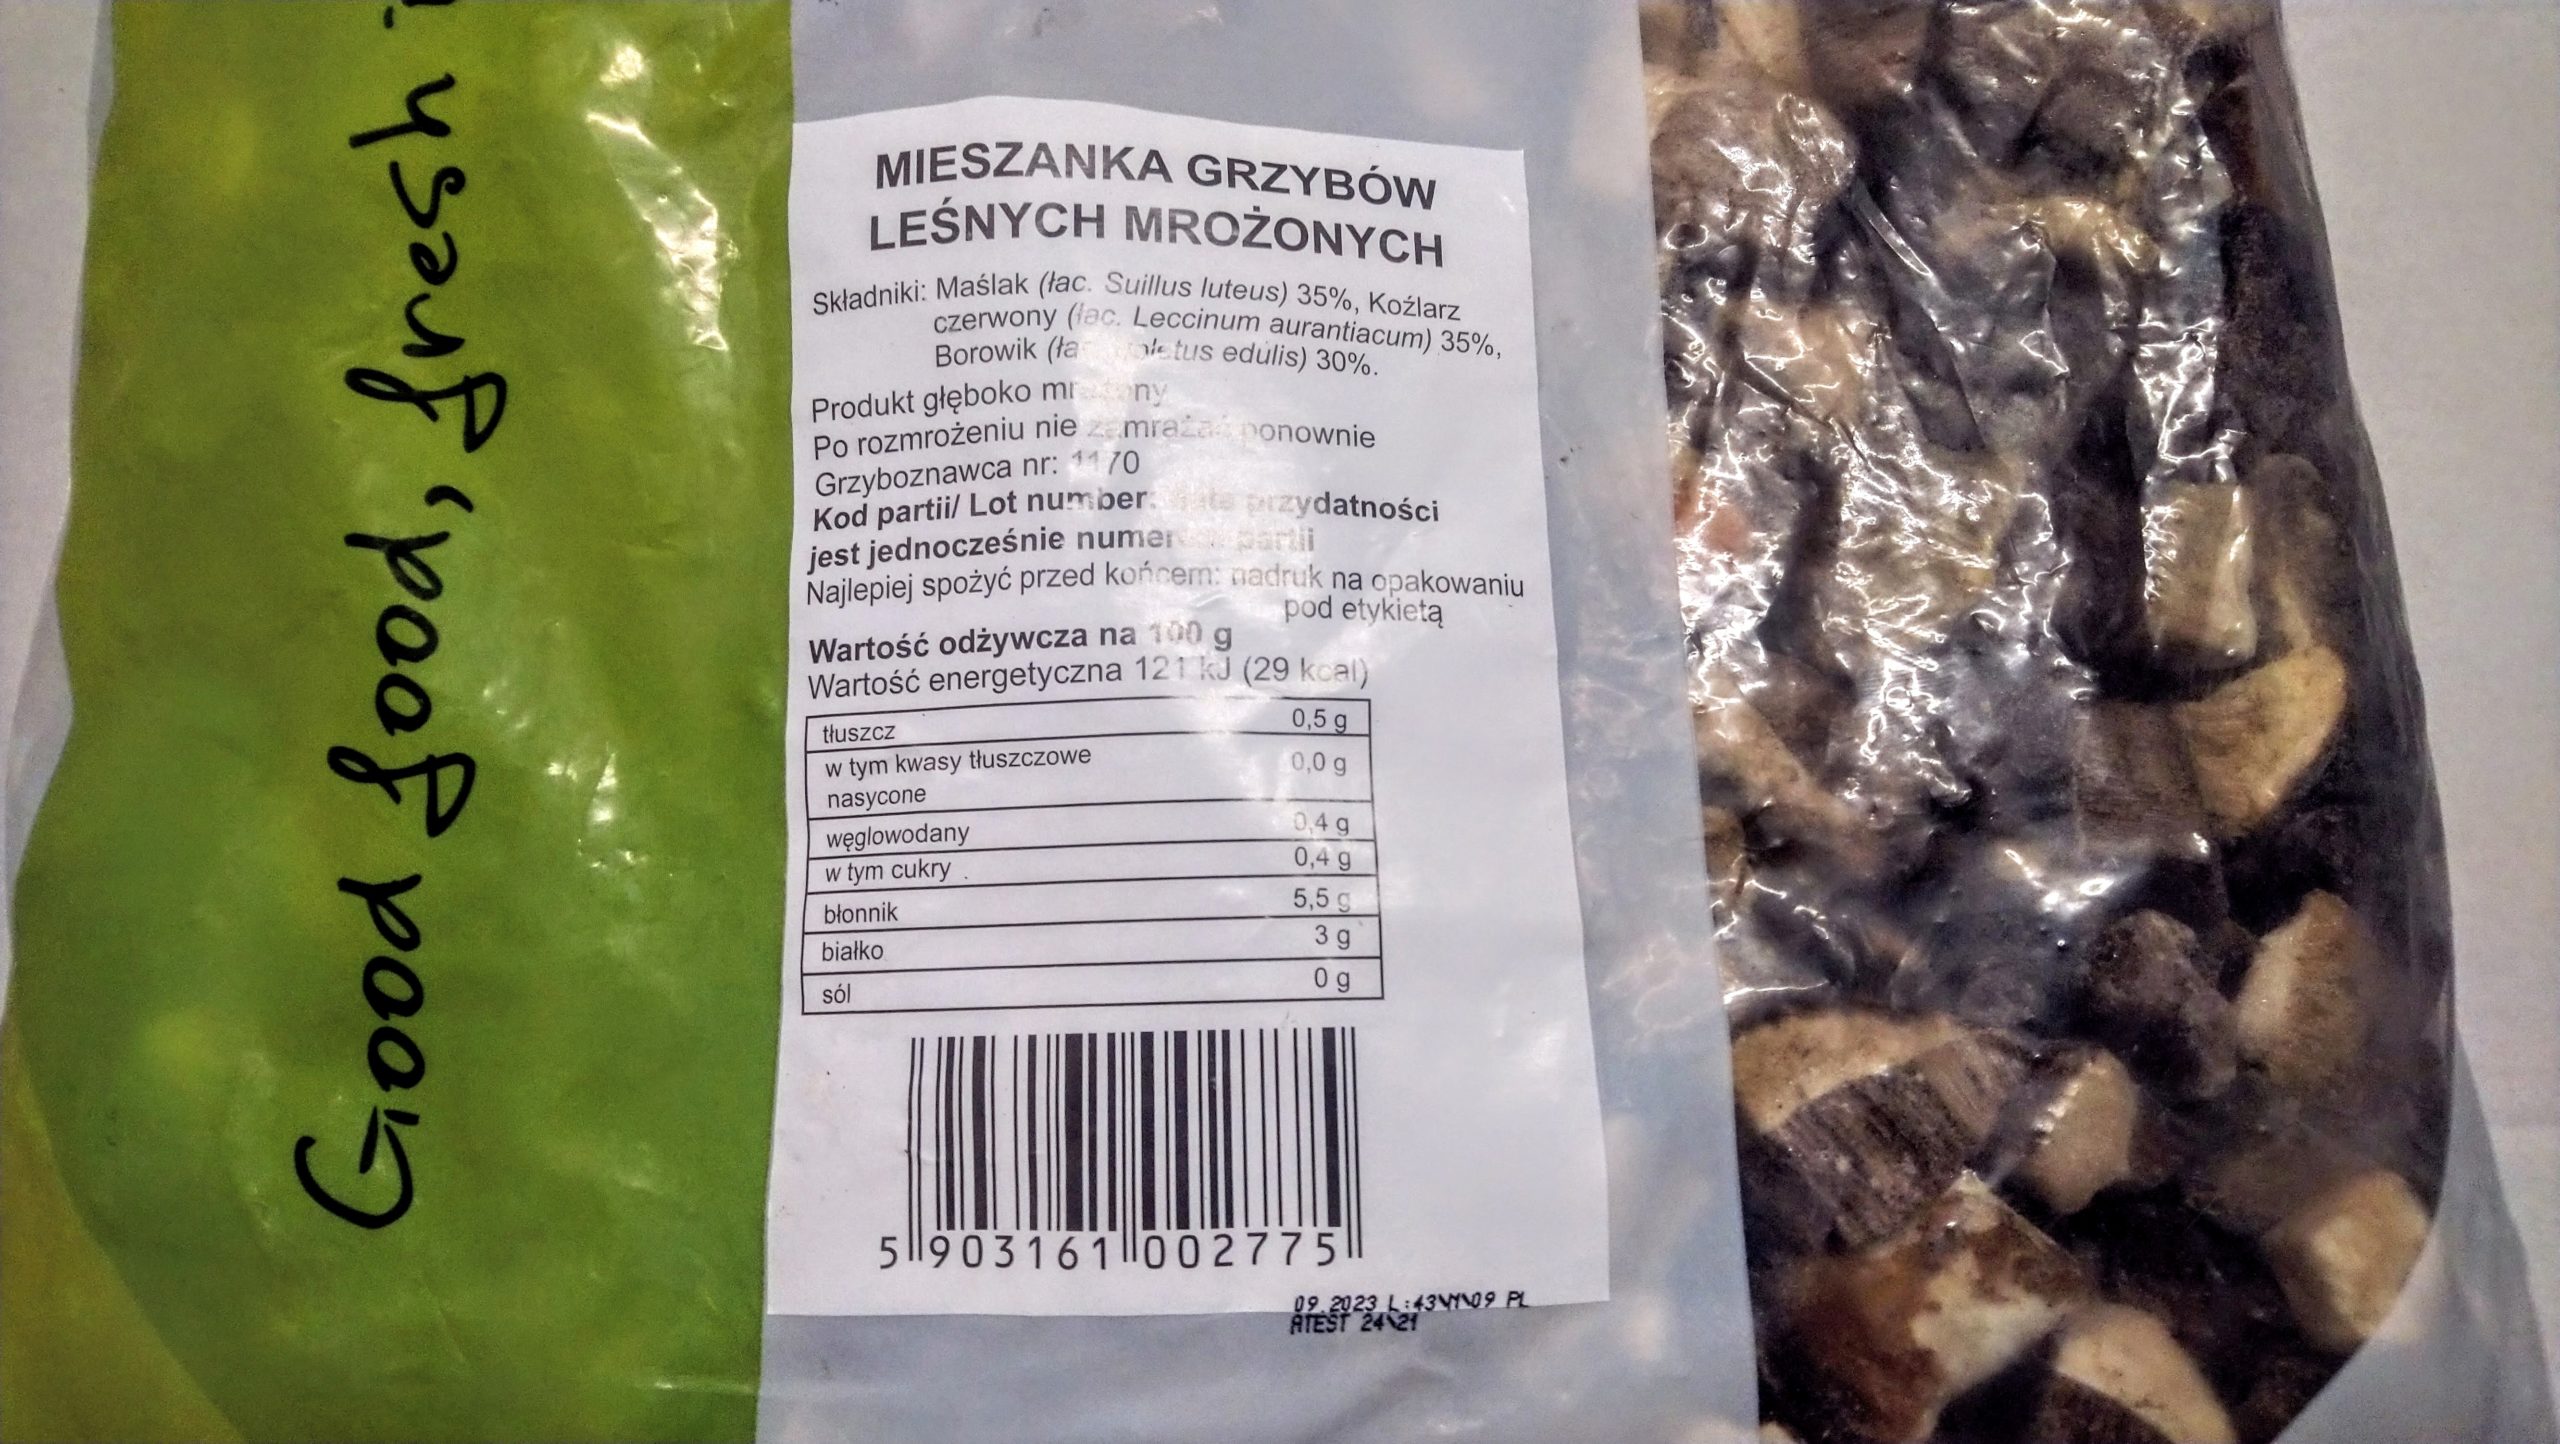 Good food, fresh
MIESZANKA GRZYBÓW
LEŚNYCH MROŻONYCH
Składniki: Maślak (łac. Suillus luteus) 35%, Koźlarz
czerwony (łac. Leccinum aurantiacum) 35%,
Borowik edulis) 30%.
Produkt głęboko
Po rozmrożeniu nie zamrażać ponownie
Grzyboznawca nr: 1170
Kod partii/ Lot number: data przydatności
jest jednocześnie numerem partii
Najlepiej spożyć przed końcem: nadruk na opakowaniu
pod etykietą
Wartość odżywcza na 100 g
Wartość energetyczna 121 kJ (29 kcal)
tłuszcz 0,5 g
w tym kwasy tłuszczowe 0,0 g
nasycone
węglowodany 0,4 g
w tym cukry 0,4 g
błonnik 5,5 g
białko 3 g
sól 0 g
5 903161 002775
09.2023 L:43\M\09 PL
ATEST 24\21